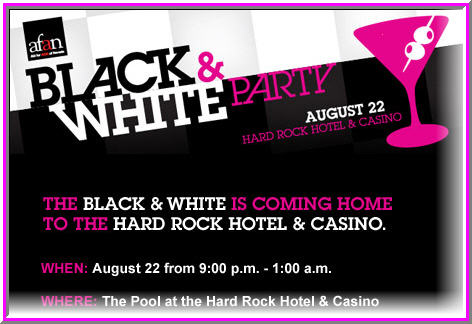 afan
BLACK &
WHITE PARTY
AUGUST 22
HARD ROCK HOTEL & CASINO
THE BLACK & WHITE IS COMING HOME
TO THE HARD ROCK HOTEL & CASINO.
WHEN: August 22 from 9:00 p.m. - 1:00 a.m.
WHERE: The Pool at the Hard Rock Hotel & Casino